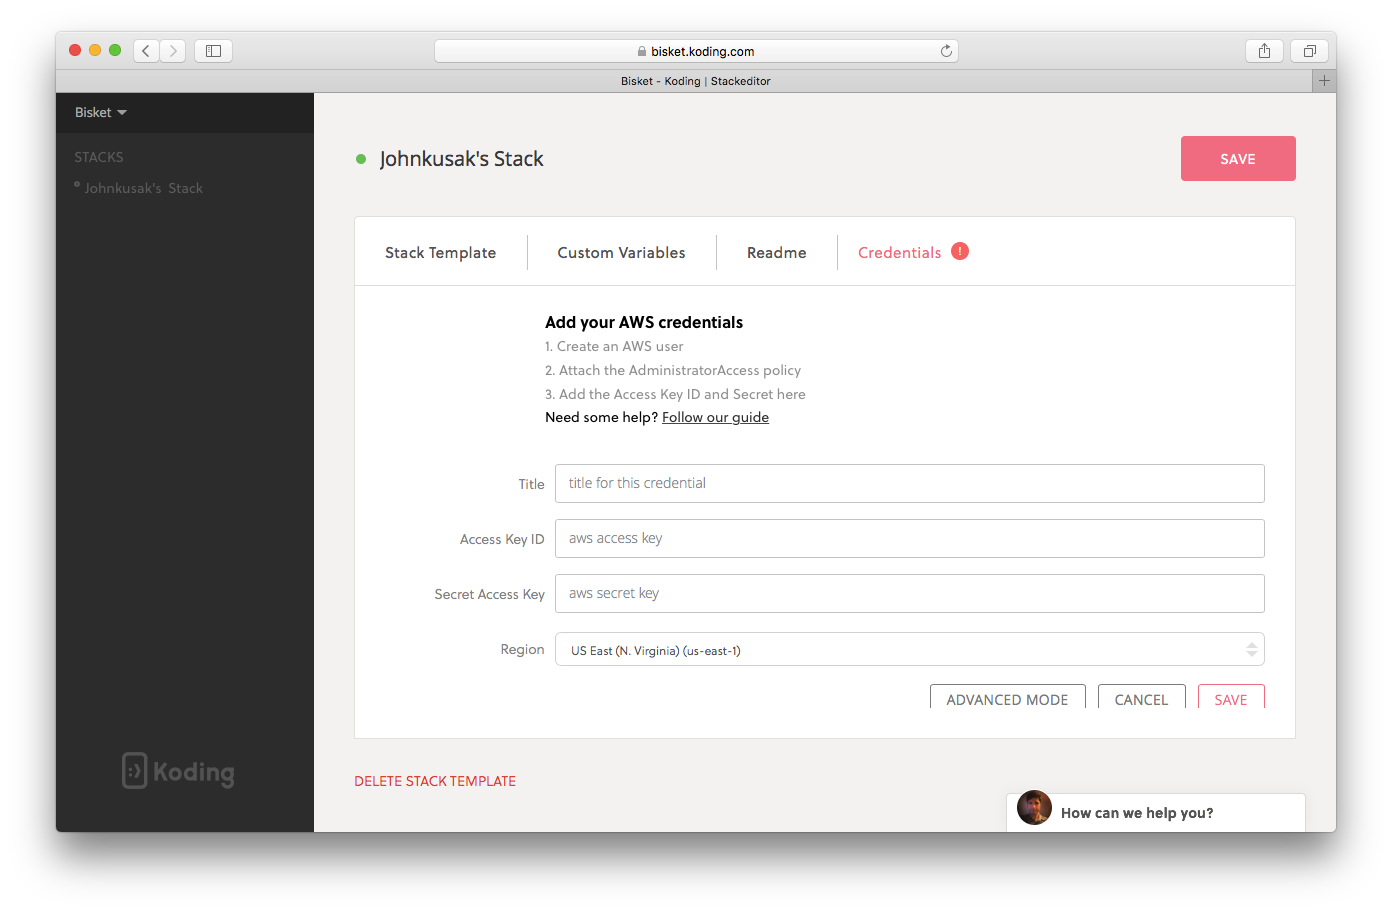 bisket.koding.com
Bisket - Koding | Stackeditor
Bisket
STACKS
Johnkusak's Stack
Koding
Johnkusak's Stack
SAVE
Stack Template
Custom Variables
Readme
Credentials !
Add your AWS credentials
1. Create an AWS user
2. Attach the AdministratorAccess policy
3. Add the Access Key ID and Secret here
Need some help? Follow our guide
Title
title for this credential
Access Key ID
aws access key
Secret Access Key
aws secret key
Region
US East (N. Virginia) (us-east-1)
ADVANCED MODE
CANCEL
SAVE
DELETE STACK TEMPLATE
How can we help you?